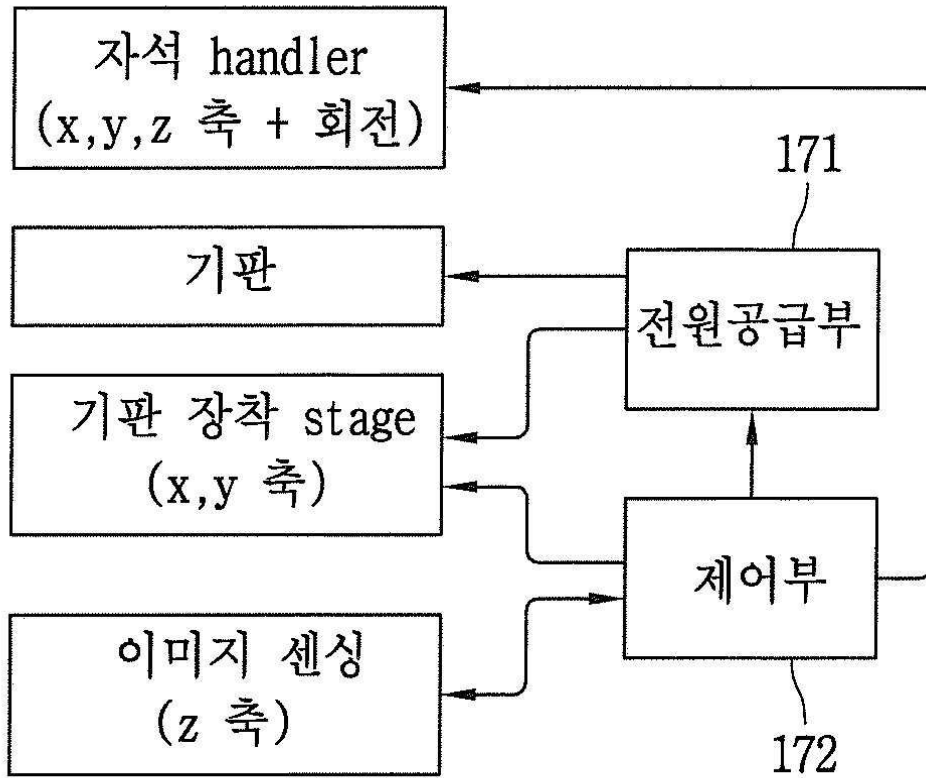 자석 handler
(x,y,z 축 + 회전)
171
기판
전원공급부
기판 장착 stage
(x,y 축)
제어부
이미지 센싱
(z 축)
172